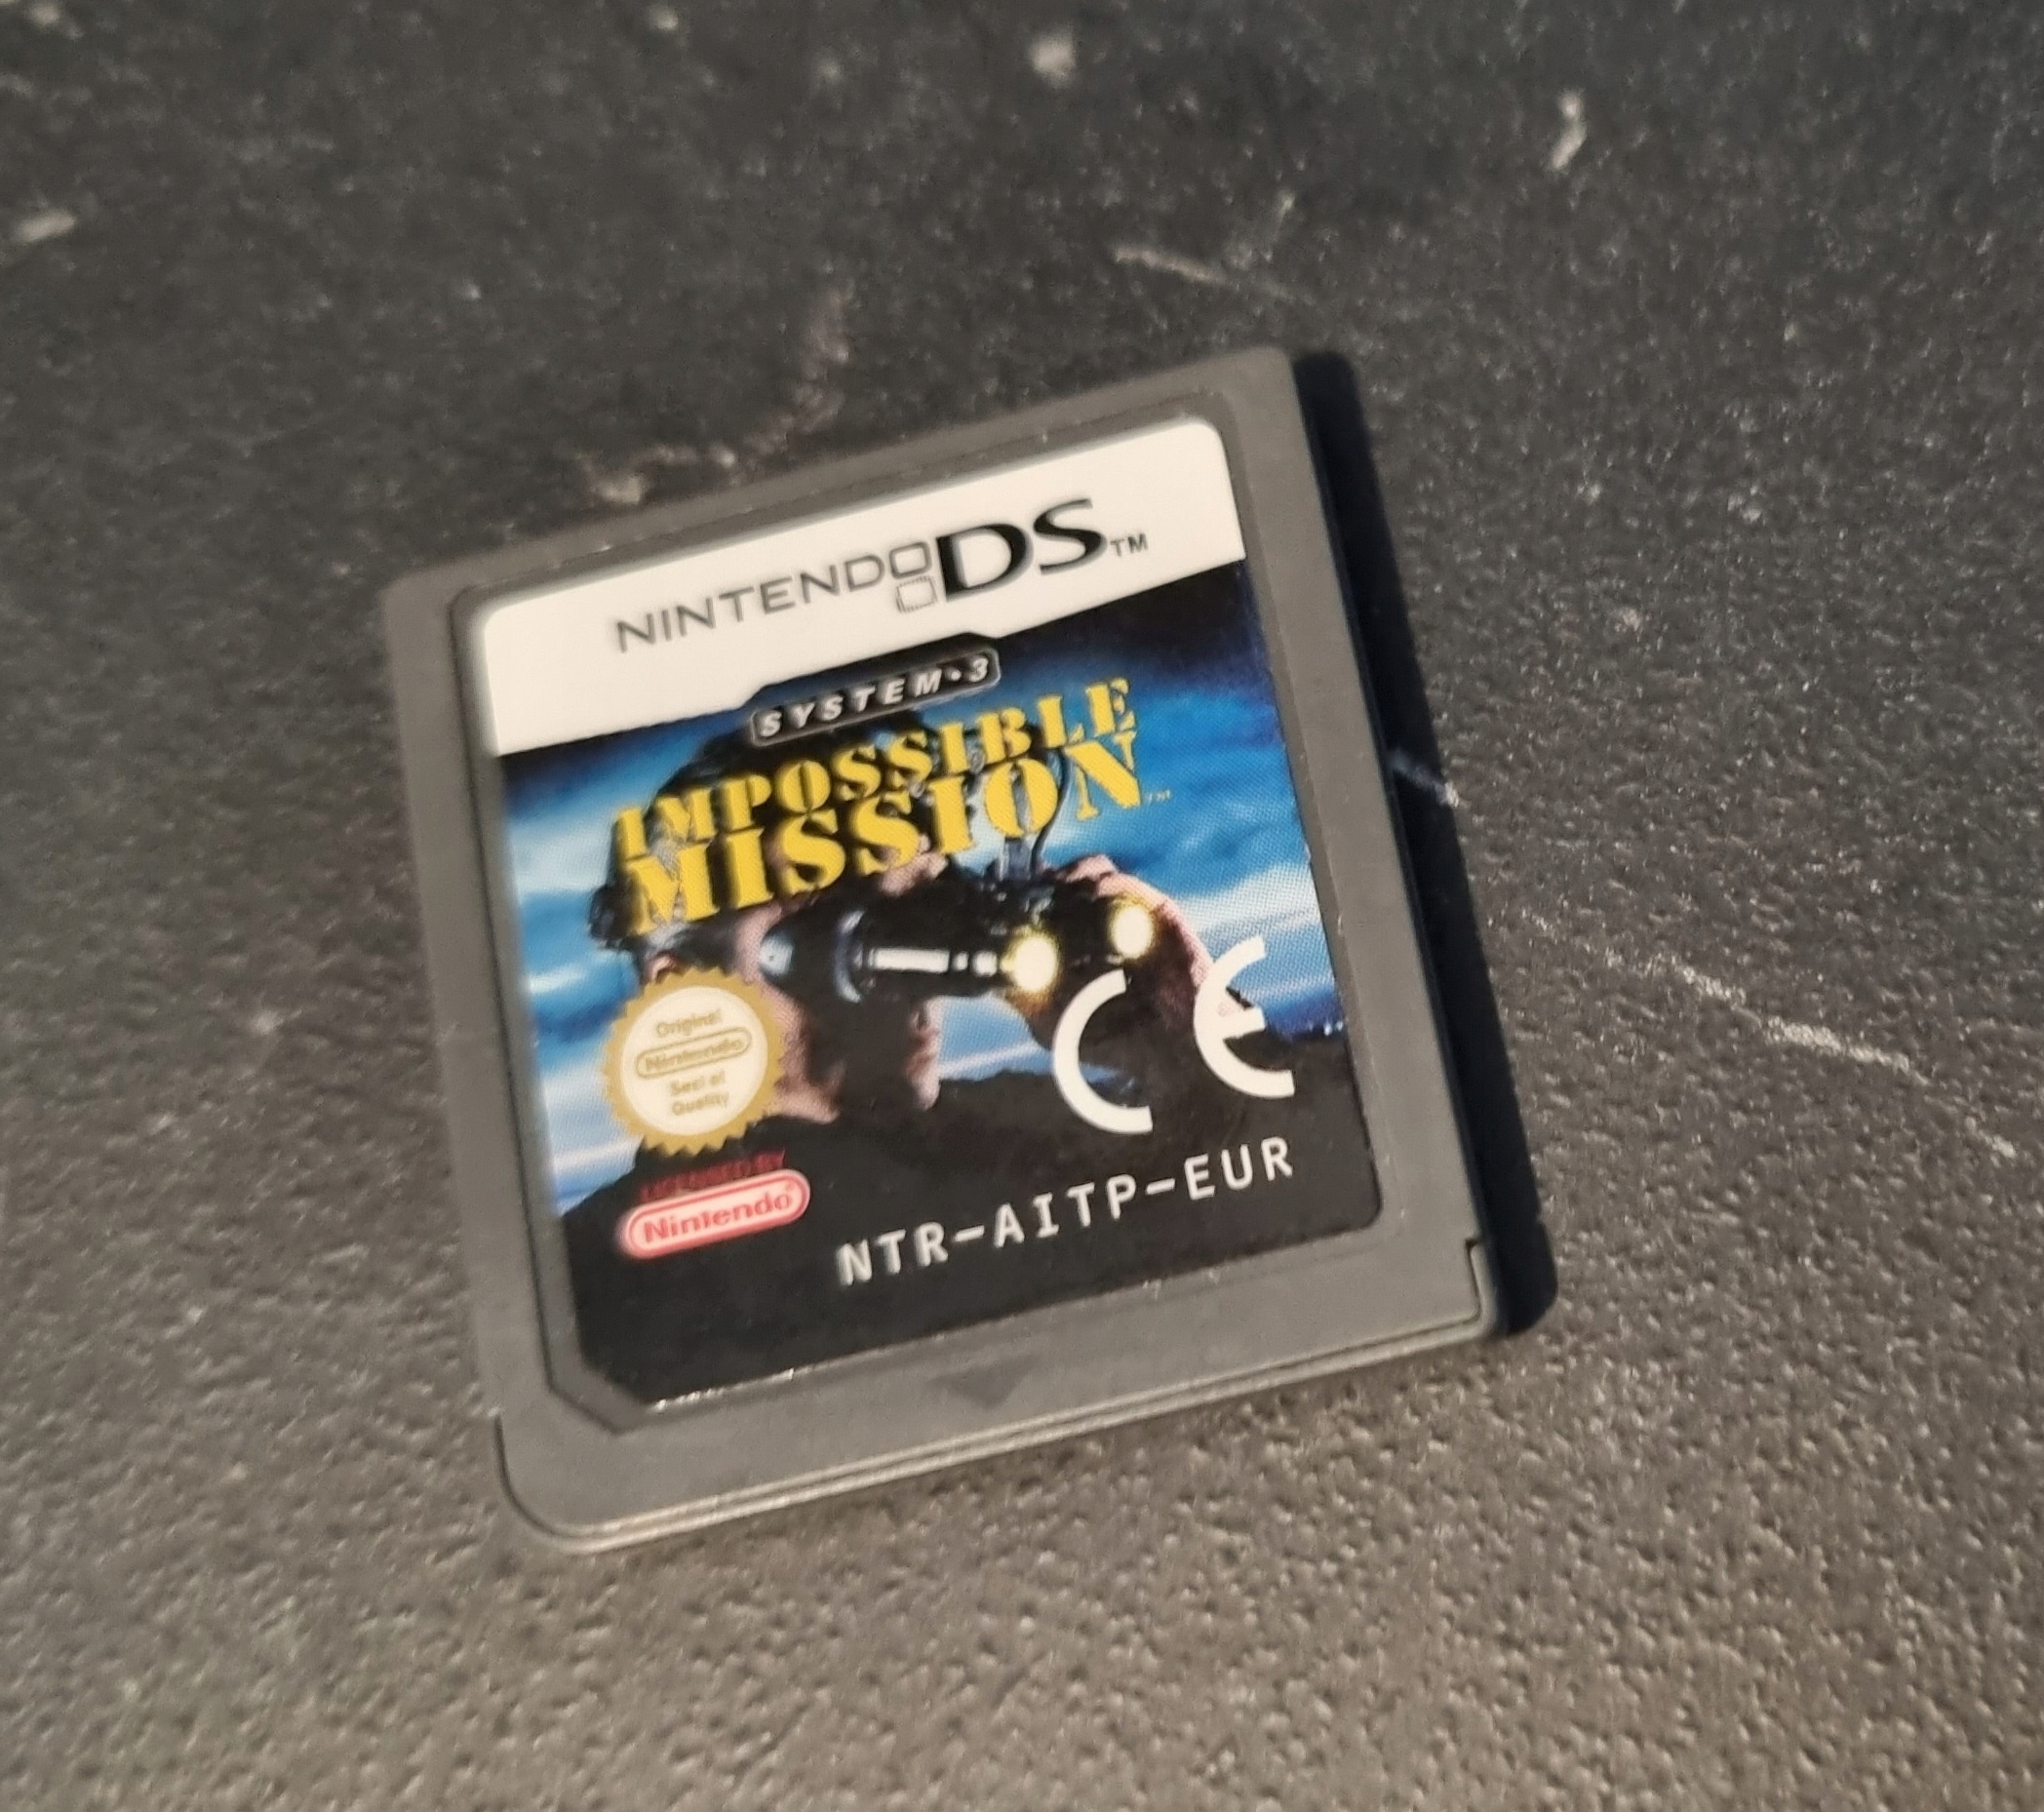 NINTENDO DS™
SYSTEM•3
IMPOSSIBLE
MISSION™
Original
Nintendo
Seal of
Quality
CE
LICENSED BY
Nintendo®
NTR-AITP-EUR